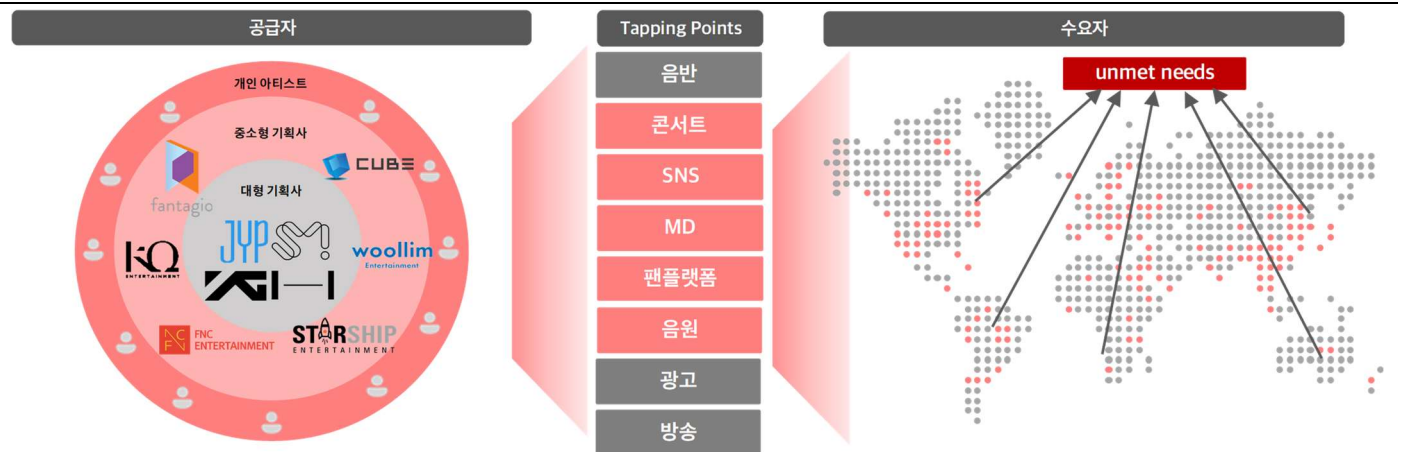 공급자
개인 아티스트
중소형 기획사
fantagio
CUBE
대형 기획사
JYP SM
YG
KQ
ENTERTAINMENT
woollim
Entertainment
FNC
FNC
ENTERTAINMENT
STARSHIP
ENTERTAINMENT
Tapping Points
음반
콘서트
SNS
MD
팬플랫폼
음원
광고
방송
수요자
unmet needs